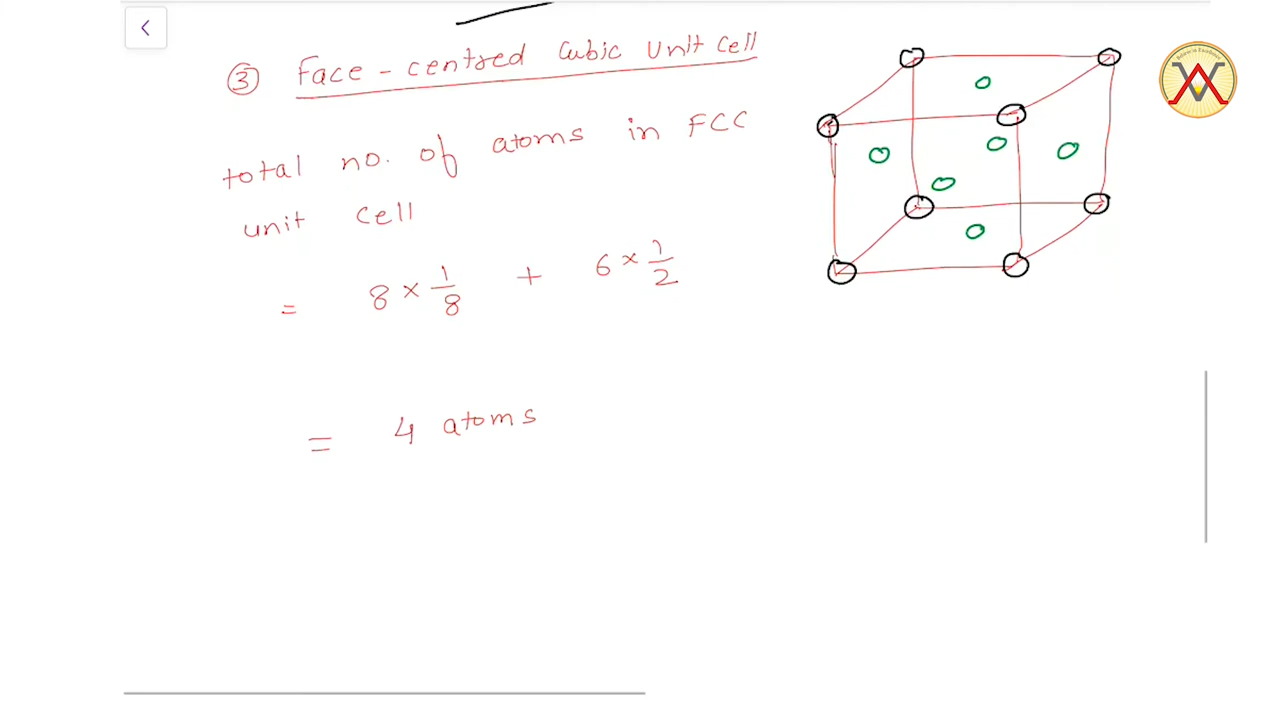 ③ Face-centred Cubic Unit Cell
total no. of atoms in FCC
unit cell
= 8 × 1/8 + 6 × 1/2
= 4 atoms